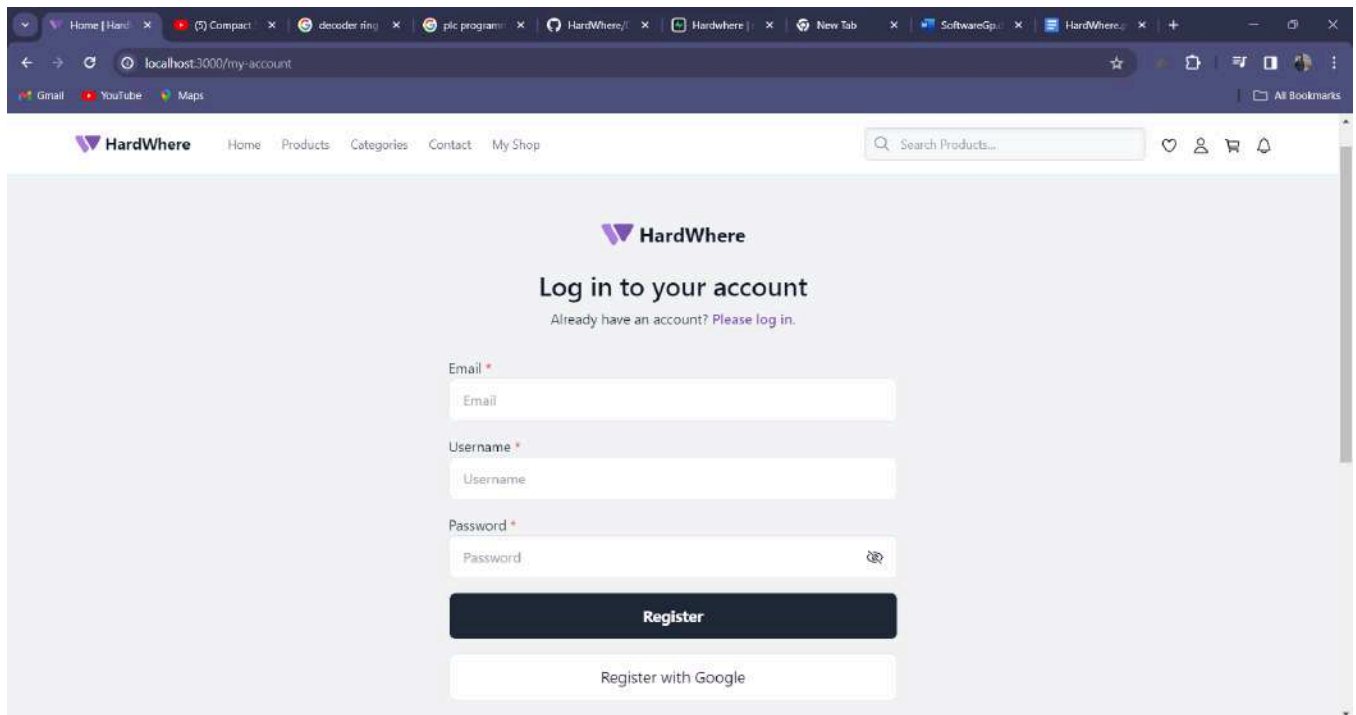 Home | Hard
(5) Compact
decoder ring
plc program
HardWhere/
Hardwhere |
New Tab
SoftwareGp
HardWhere
localhost:3000/my-account
Gmail YouTube Maps All Bookmarks
HardWhere Home Products Categories Contact My Shop Search Products...
HardWhere
Log in to your account
Already have an account? Please log in.
Email *
Email
Username *
Username
Password *
Password
Register
Register with Google